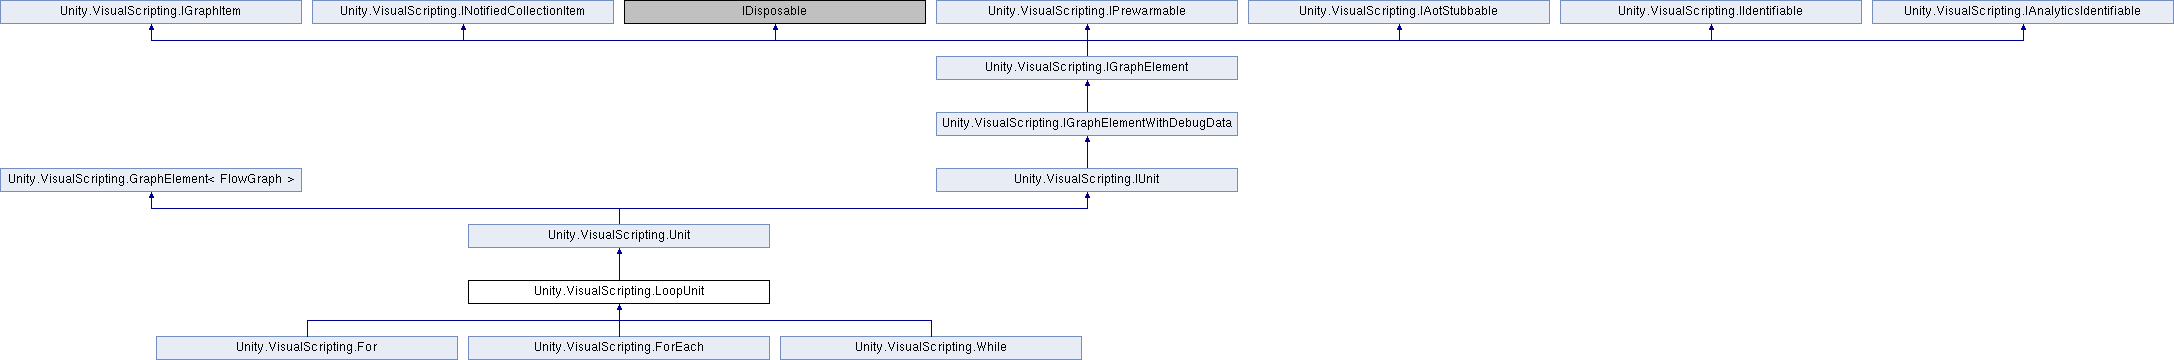 Unity.VisualScripting.IGraphItem
Unity.VisualScripting.INotifiedCollectionItem
IDisposable
Unity.VisualScripting.IPrewarmable
Unity.VisualScripting.IAotStubbable
Unity.VisualScripting.IIdentifiable
Unity.VisualScripting.IAnalyticsIdentifiable
Unity.VisualScripting.IGraphElement
Unity.VisualScripting.IGraphElementWithDebugData
Unity.VisualScripting.GraphElement< FlowGraph >
Unity.VisualScripting.IUnit
Unity.VisualScripting.Unit
Unity.VisualScripting.LoopUnit
Unity.VisualScripting.For
Unity.VisualScripting.ForEach
Unity.VisualScripting.While